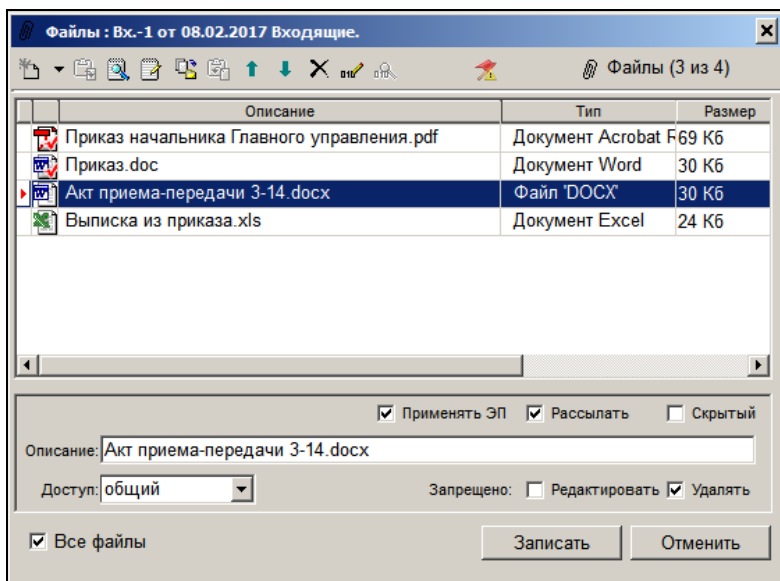 Файлы : Вх.-1 от 08.02.2017 Входящие.
Файлы (3 из 4)
Описание Тип Размер
Приказ начальника Главного управления.pdf Документ Acrobat R 69 Кб
Приказ.doc Документ Word 30 Кб
Акт приема-передачи 3-14.docx Файл 'DOCX' 30 Кб
Выписка из приказа.xls Документ Excel 24 Кб
Применять ЭП Рассылать Скрытый
Описание: Акт приема-передачи 3-14.docx
Доступ: общий Запрещено: Редактировать Удалять
Все файлы Записать Отменить